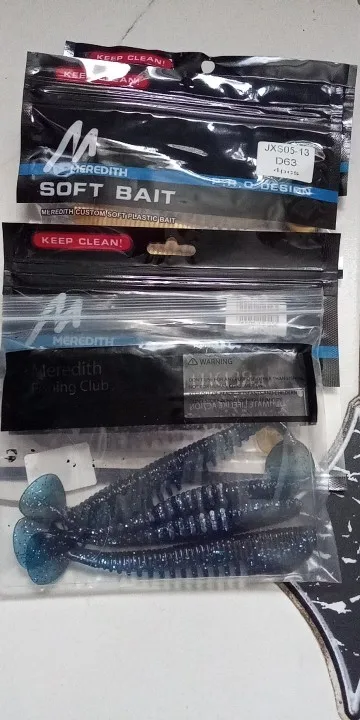 KEEP CLEAN!
KEEP CLEAN!
JXS05-13
D63
4pcs
MEREDITH
P.R.O DESIGN
SOFT BAIT
MEREDITH CUSTOM SOFT PLASTIC BAIT
KEEP CLEAN!
MEREDITH
Meredith
Fishing Club
WARNING